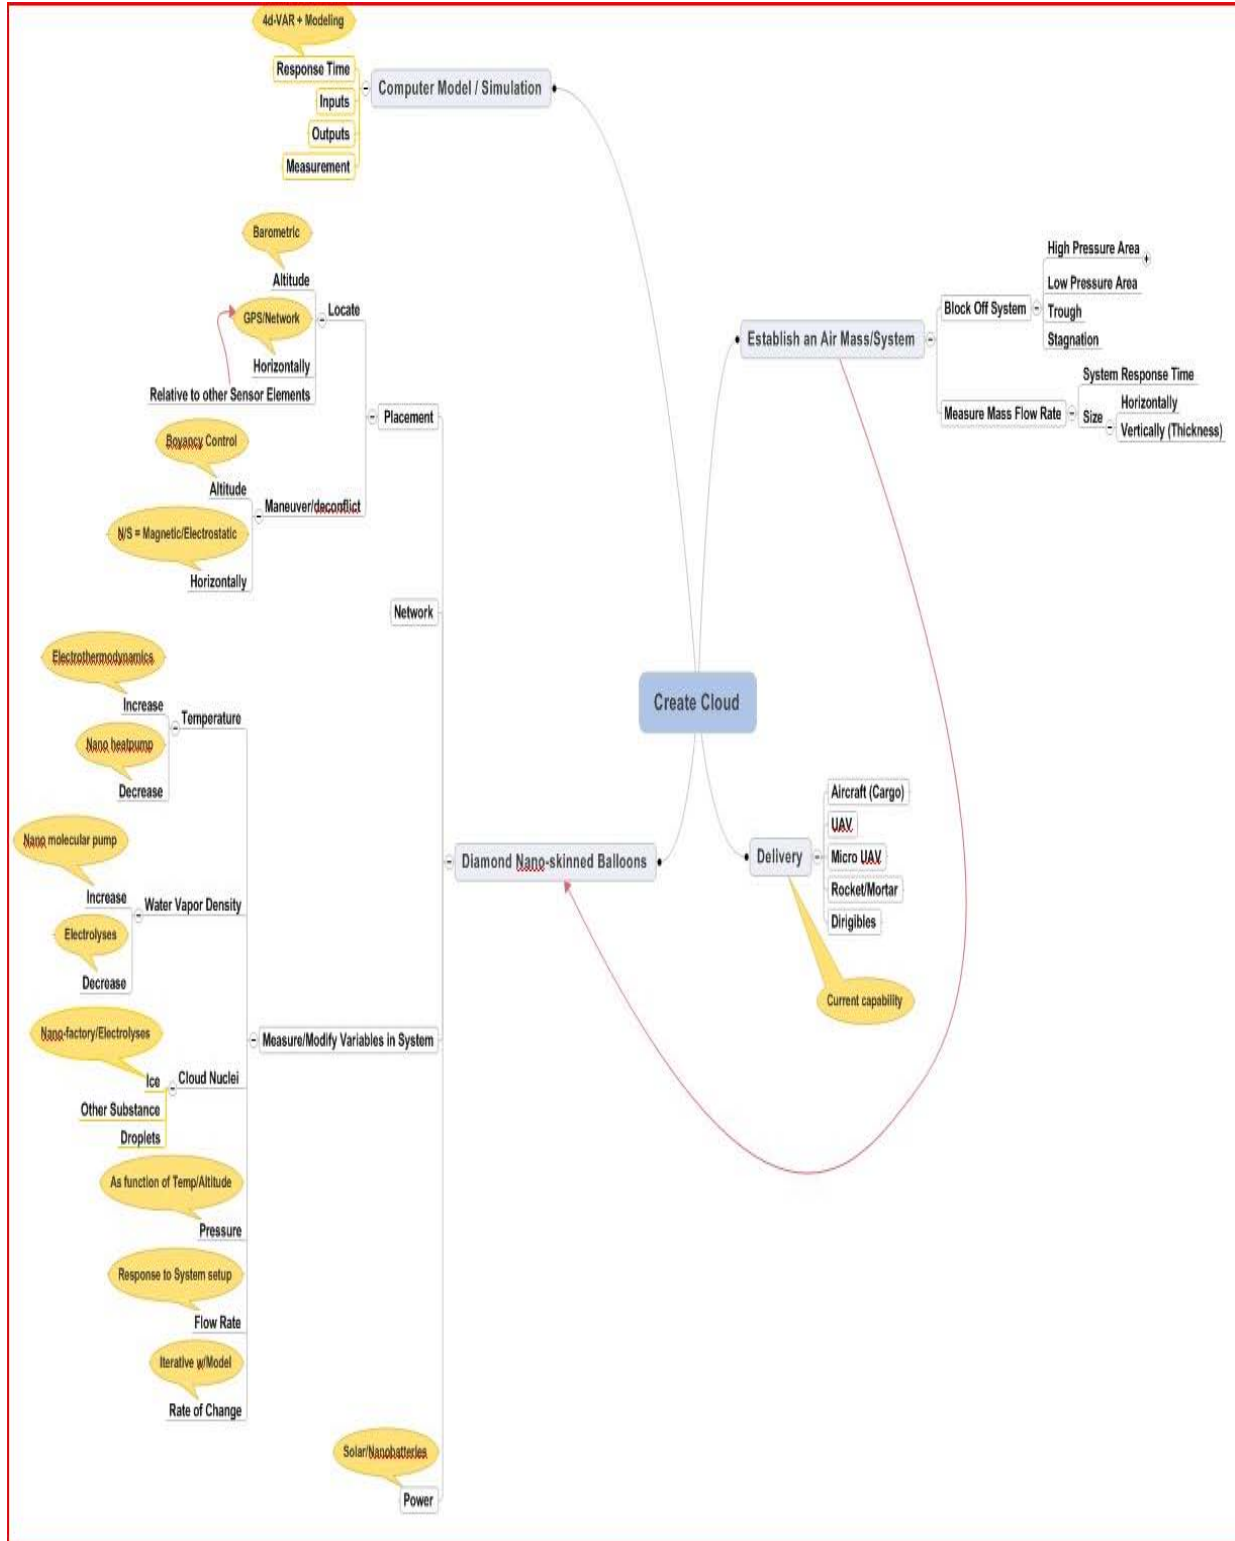 4d-VAR + Modeling
Response Time
Inputs
Outputs
Measurement
Computer Model / Simulation
Barometric
Altitude
GPS/Network
Horizontally
Relative to other Sensor Elements
Locate
Placement
Boyancy Control
Altitude
N/S = Magnetic/Electrostatic
Horizontally
Maneuver/deconflict
Network
Electrothermodynamics
Increase
Nano heatpump
Decrease
Temperature
Nano molecular pump
Increase
Electrolyses
Decrease
Water Vapor Density
Nano-factory/Electrolyses
Ice
Other Substance
Droplets
Cloud Nuclei
As function of Temp/Altitude
Pressure
Response to System setup
Flow Rate
Iterative w/Model
Rate of Change
Measure/Modify Variables in System
Solar/Nanobatteries
Power
Diamond Nano-skinned Balloons
Create Cloud
Establish an Air Mass/System
Block Off System
High Pressure Area
Low Pressure Area
Trough
Stagnation
Measure Mass Flow Rate
System Response Time
Size
Horizontally
Vertically (Thickness)
Delivery
Aircraft (Cargo)
UAV
Micro UAV
Rocket/Mortar
Dirigibles
Current capability